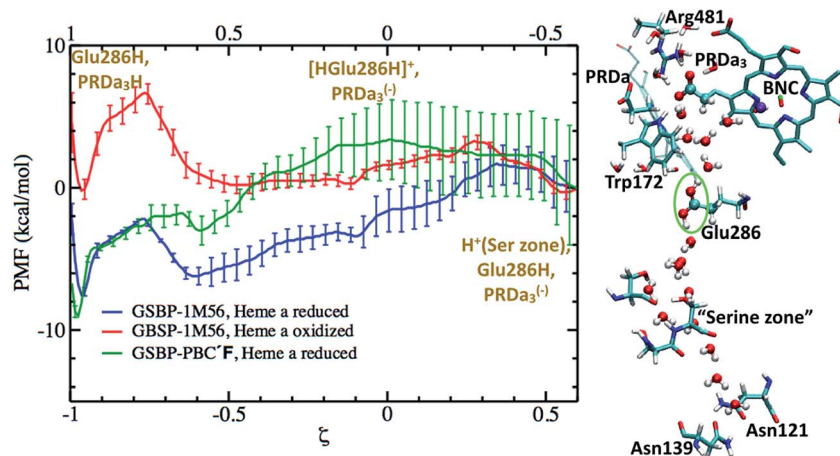 1 0.5 0 -0.5
10
0
-10
PMF (kcal/mol)
Glu286H,
PRDa3H
[HGlu286H]+,
PRDa3(-)
H+(Ser zone),
Glu286H,
PRDa3(-)
GSBP-1M56, Heme a reduced
GBSP-1M56, Heme a oxidized
GSBP-PBC´F, Heme a reduced
-1 -0.5 0 0.5
ζ
Arg481
PRDa3
PRDa
BNC
Trp172
Glu286
“Serine zone”
Asn121
Asn139